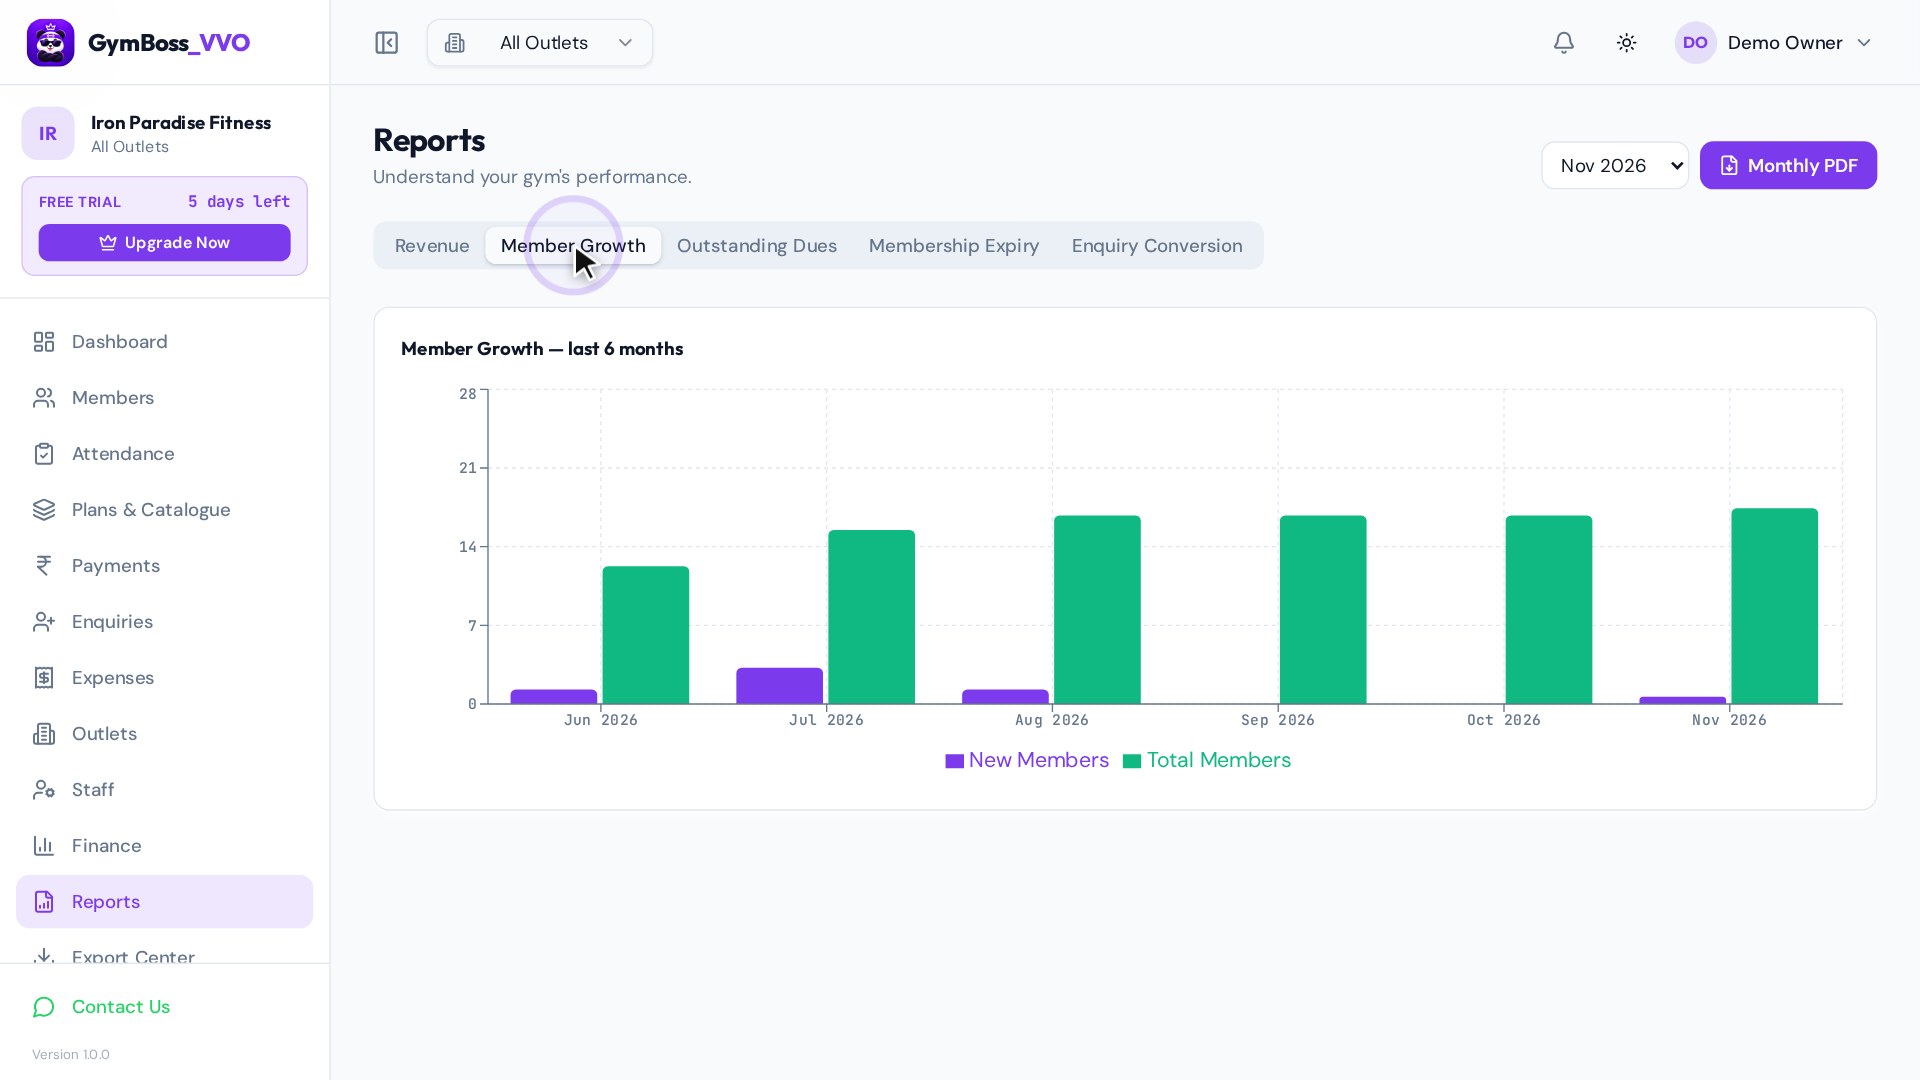 GymBoss_VVO
All Outlets
DO
Demo Owner
IR
Iron Paradise Fitness
All Outlets
FREE TRIAL
5 days left
Upgrade Now
Dashboard
Members
Attendance
Plans & Catalogue
Payments
Enquiries
Expenses
Outlets
Staff
Finance
Reports
Export Center
Contact Us
Version 1.0.0
Reports
Understand your gym's performance.
Nov 2026
Monthly PDF
Revenue
Member Growth
Outstanding Dues
Membership Expiry
Enquiry Conversion
Member Growth — last 6 months
28
21
14
7
0
Jun 2026
Jul 2026
Aug 2026
Sep 2026
Oct 2026
Nov 2026
New Members
Total Members